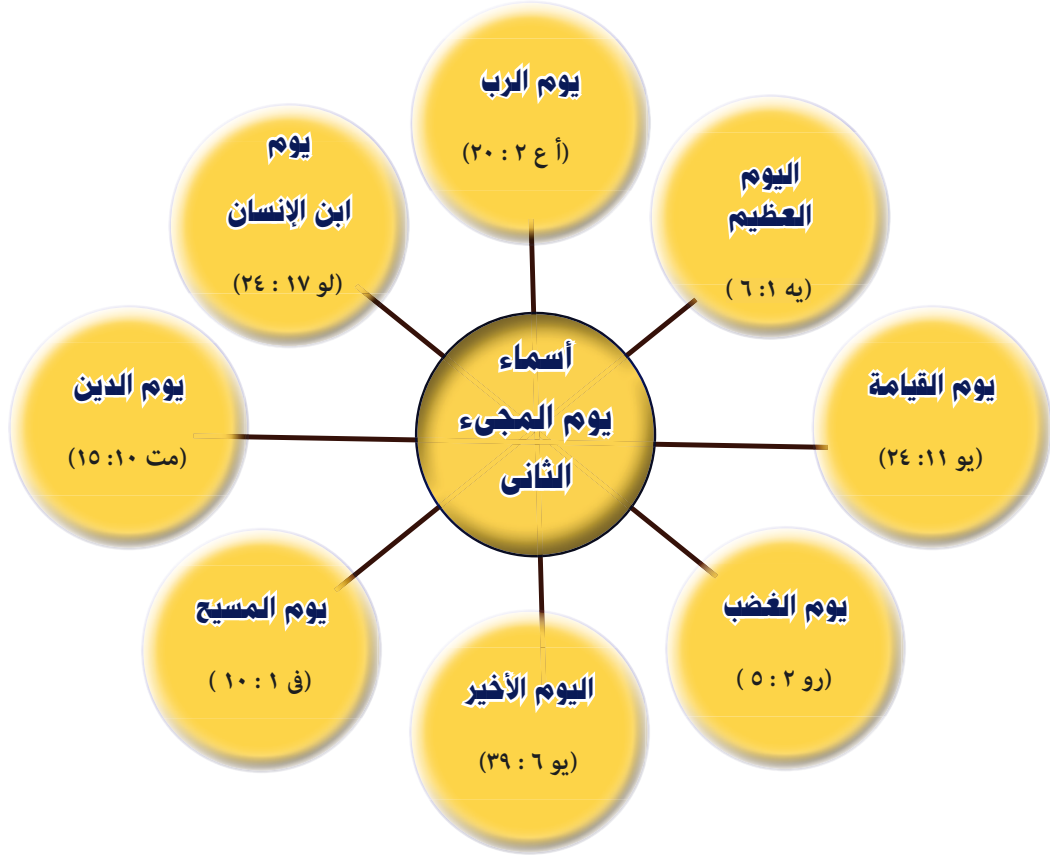 أسماء
يوم المجىء
الثانى
يوم الرب
(أ ع ٢ : ٢٠)
اليوم
العظيم
(يه ١: ٦ )
يوم القيامة
(يو ١١: ٢٤)
يوم الغضب
(رو ٢ : ٥ )
اليوم الأخير
(يو ٦ : ٣٩)
يوم المسيح
(فى ١ : ١٠ )
يوم الدين
(مت ١٠: ١٥)
يوم
ابن الإنسان
(لو ١٧ : ٢٤)